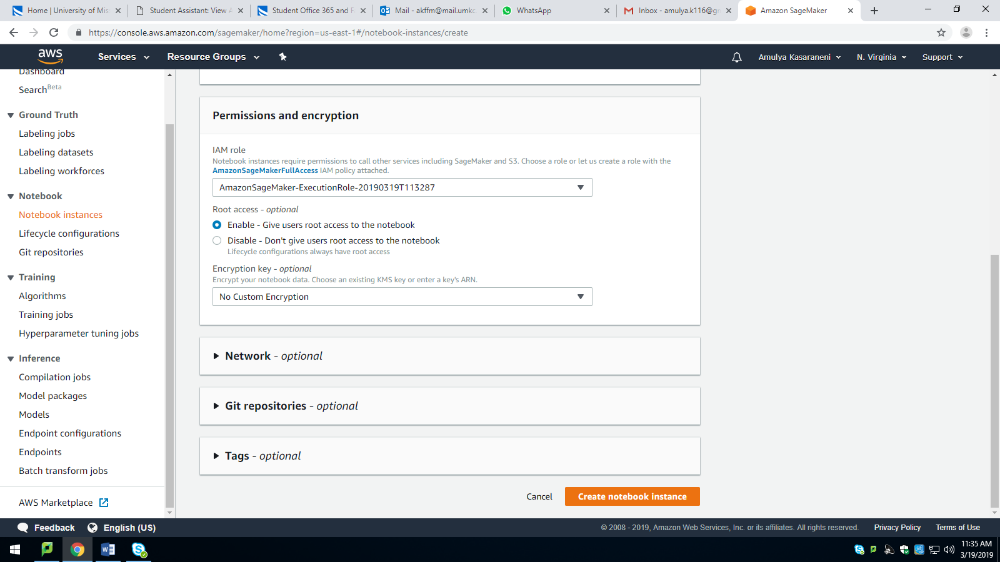 Home | University of Mis
Student Assistant: View A
Student Office 365 and F
Mail - akffm@mail.umkc
WhatsApp
Inbox - amulya.k116@gm
Amazon SageMaker
https://console.aws.amazon.com/sagemaker/home?region=us-east-1#/notebook-instances/create
aws
Services
Resource Groups
Amulya Kasaraneni
N. Virginia
Support
Dashboard
Search Beta
Ground Truth
Labeling jobs
Labeling datasets
Labeling workforces
Notebook
Notebook instances
Lifecycle configurations
Git repositories
Training
Algorithms
Training jobs
Hyperparameter tuning jobs
Inference
Compilation jobs
Model packages
Models
Endpoint configurations
Endpoints
Batch transform jobs
AWS Marketplace
Permissions and encryption
IAM role
Notebook instances require permissions to call other services including SageMaker and S3. Choose a role or let us create a role with the
AmazonSageMakerFullAccess IAM policy attached.
AmazonSageMaker-ExecutionRole-20190319T113287
Root access - optional
Enable - Give users root access to the notebook
Disable - Don't give users root access to the notebook
Lifecycle configurations always have root access
Encryption key - optional
Encrypt your notebook data. Choose an existing KMS key or enter a key's ARN.
No Custom Encryption
Network - optional
Git repositories - optional
Tags - optional
Cancel
Create notebook instance
Feedback
English (US)
© 2008 - 2019, Amazon Web Services, Inc. or its affiliates. All rights reserved.
Privacy Policy
Terms of Use
11:35 AM
3/19/2019